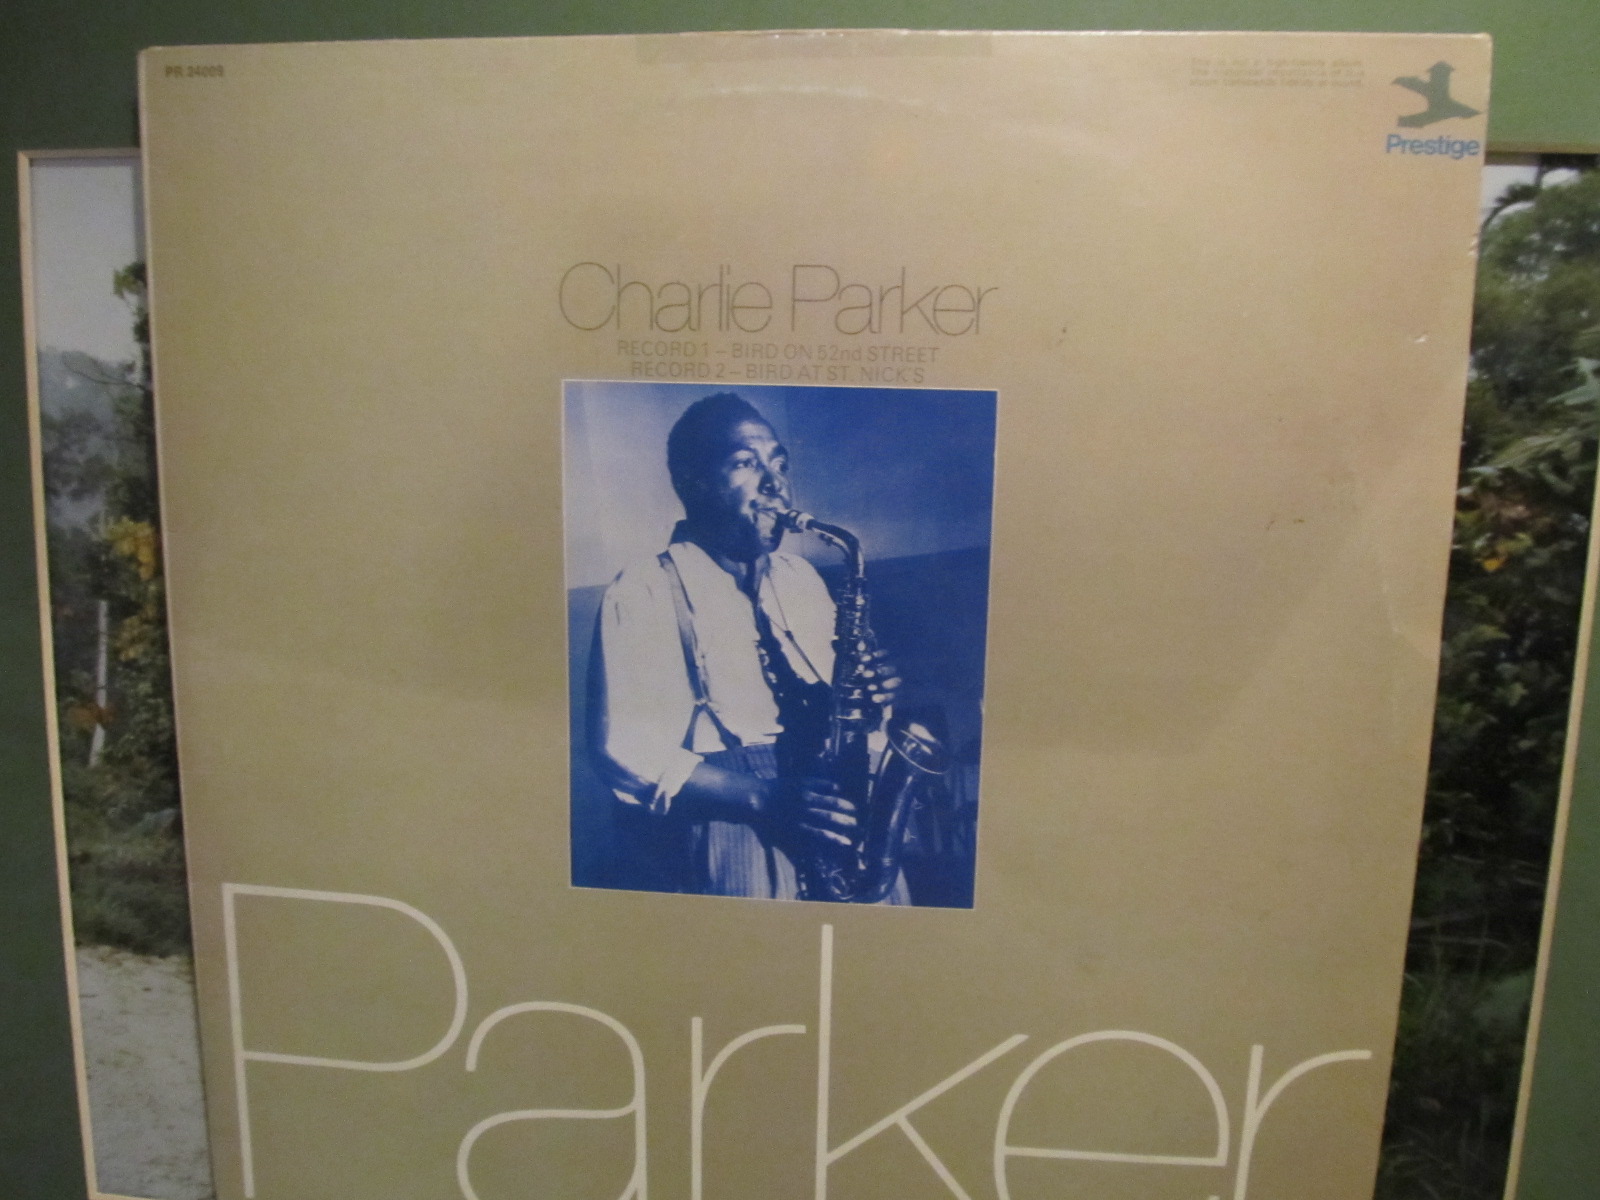 PR 24009
Prestige
Charlie Parker
RECORD 1 – BIRD ON 52nd STREET
RECORD 2 – BIRD AT ST. NICK'S
Parker